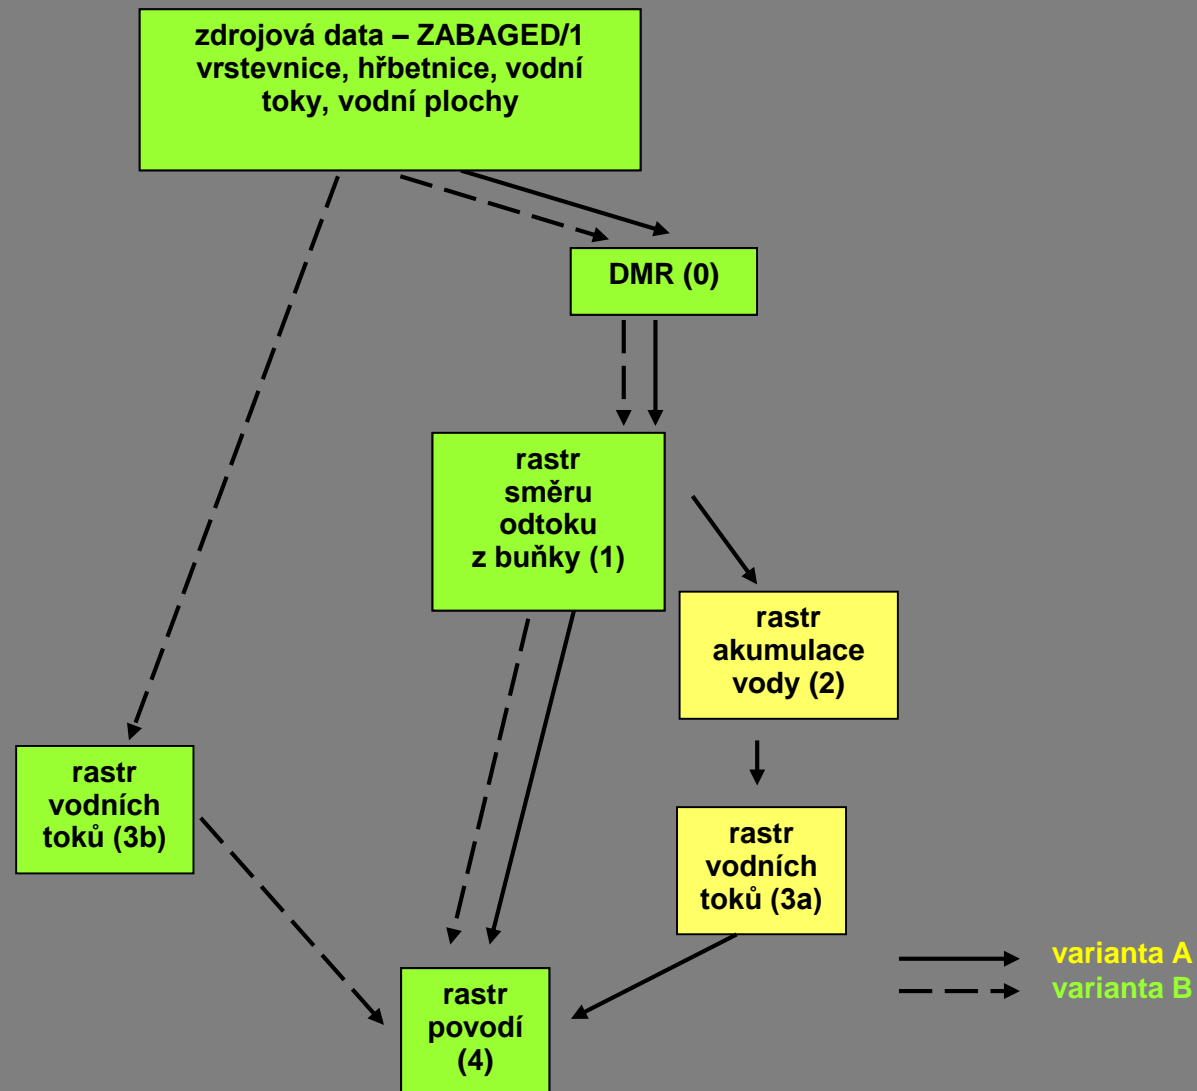 zdrojová data – ZABAGED/1
vrstevnice, hřbetnice, vodní
toky, vodní plochy
DMR (0)
rastr
směru
odtoku
z buňky (1)
rastr
akumulace
vody (2)
rastr
vodních
toků (3b)
rastr
vodních
toků (3a)
varianta A
varianta B
rastr
povodí
(4)